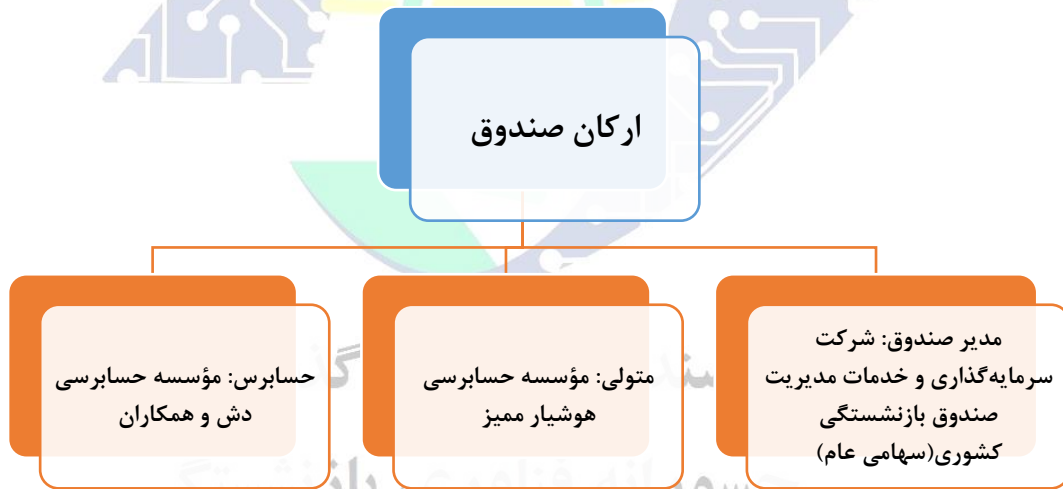 ارکان صندوق
مدیر صندوق: شرکت
سرمایه‌گذاری و خدمات مدیریت
صندوق بازنشستگی
کشوری(سهامی عام)
متولی: مؤسسه حسابرسی
هوشیار ممیز
حسابرس: مؤسسه حسابرسی
دش و همکاران